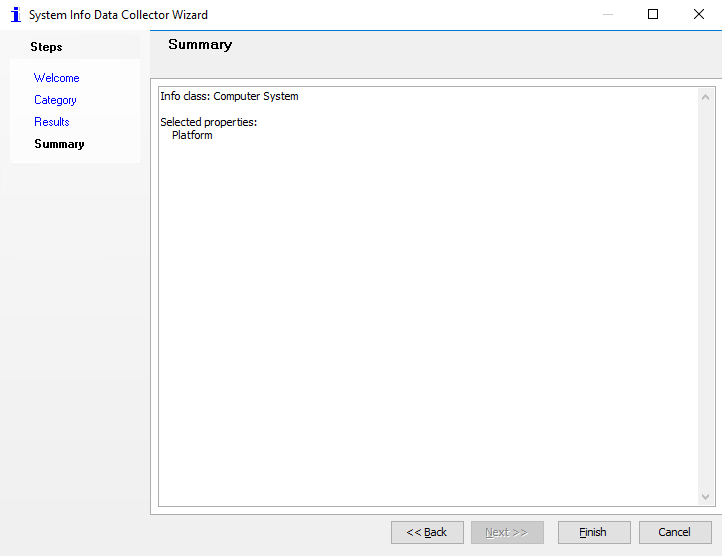 System Info Data Collector Wizard
Steps
Welcome
Category
Results
Summary
Summary
Info class: Computer System
Selected properties:
Platform
<< Back
Next >>
Finish
Cancel